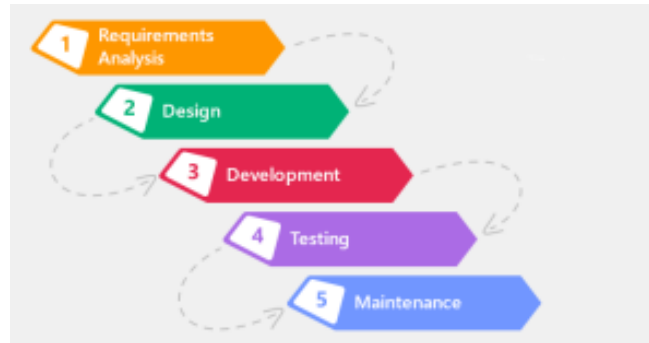 1 Requirements
Analysis
2 Design
3 Development
4 Testing
5 Maintenance